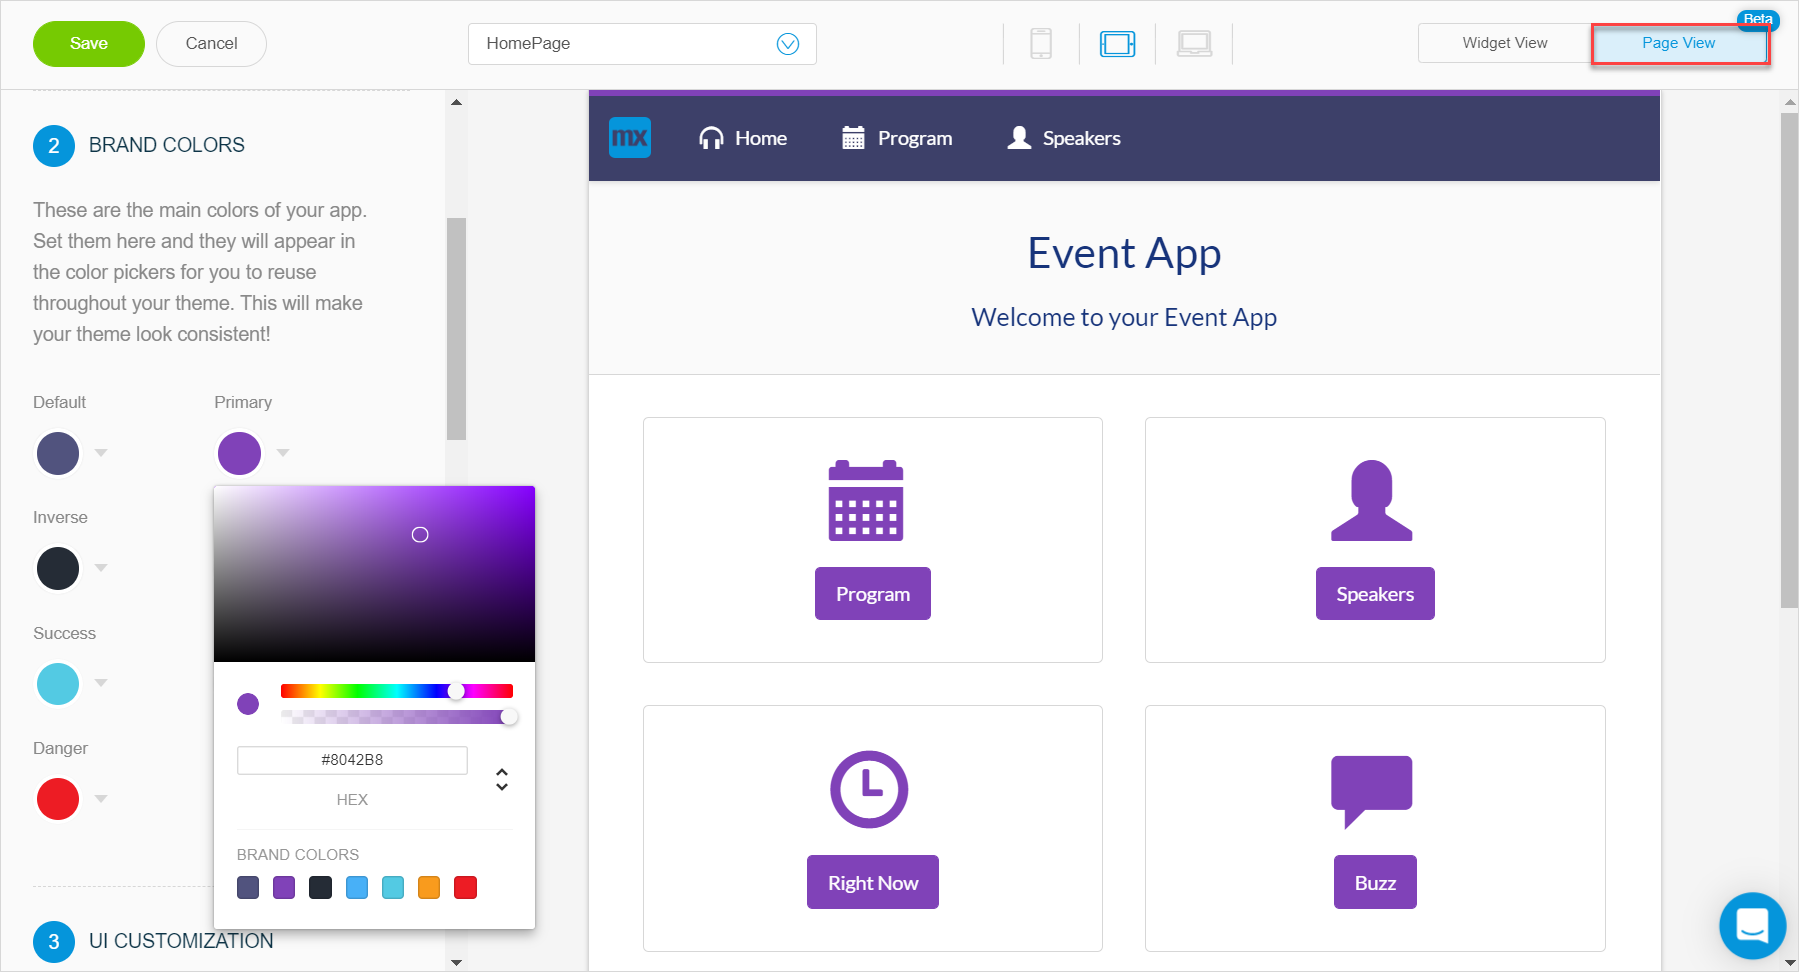 Save
Cancel
HomePage
Widget View
Page View
Beta
2
BRAND COLORS
These are the main colors of your app.
Set them here and they will appear in
the color pickers for you to reuse
throughout your theme. This will make
your theme look consistent!
Default
Primary
Inverse
Success
Danger
#8042B8
HEX
BRAND COLORS
3
UI CUSTOMIZATION
mx
Home
Program
Speakers
Event App
Welcome to your Event App
Program
Speakers
Right Now
Buzz